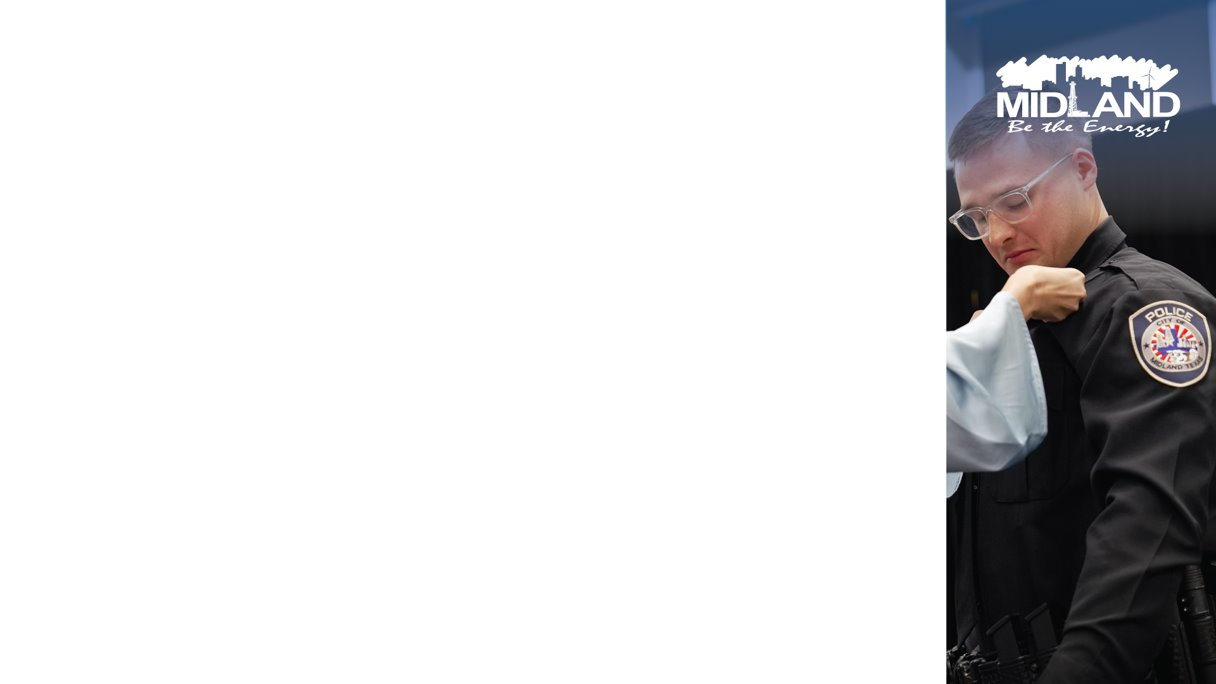 MIDLAND
Be the Energy!
POLICE
CITY OF
MIDLAND TEXAS